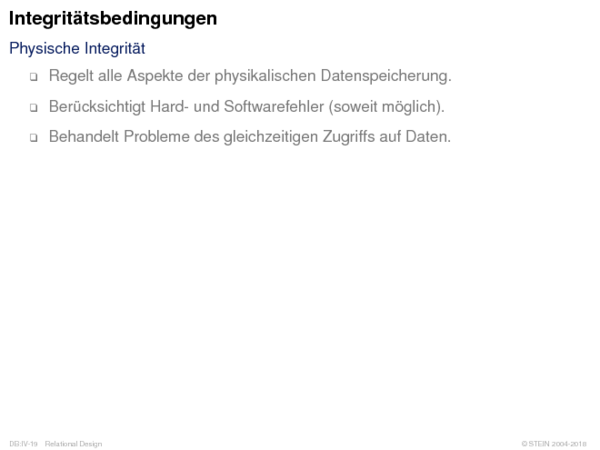 Integritätsbedingungen
Physische Integrität
❑ Regelt alle Aspekte der physikalischen Datenspeicherung.
❑ Berücksichtigt Hard- und Softwarefehler (soweit möglich).
❑ Behandelt Probleme des gleichzeitigen Zugriffs auf Daten.
DB:IV-19 Relational Design © STEIN 2004-2018